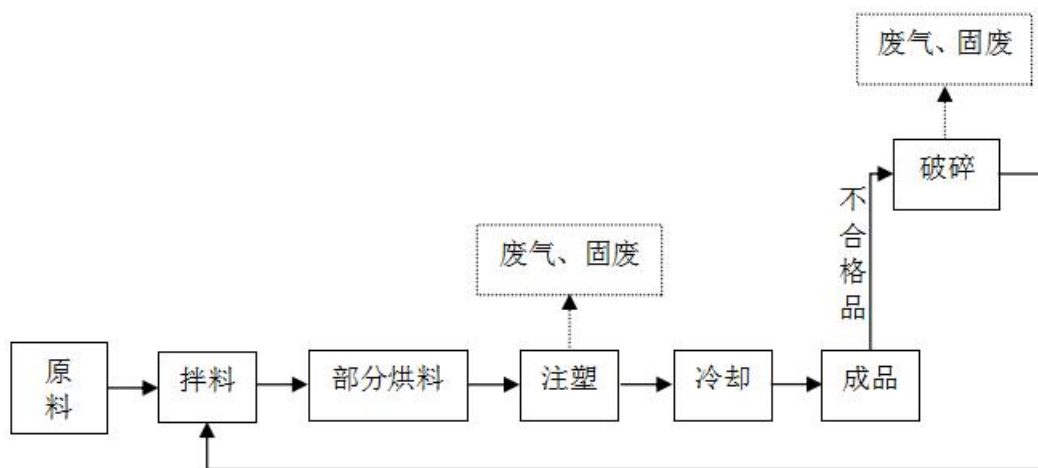 废气、固废
破碎
不合格品
废气、固废
原料
拌料
部分烘料
注塑
冷却
成品